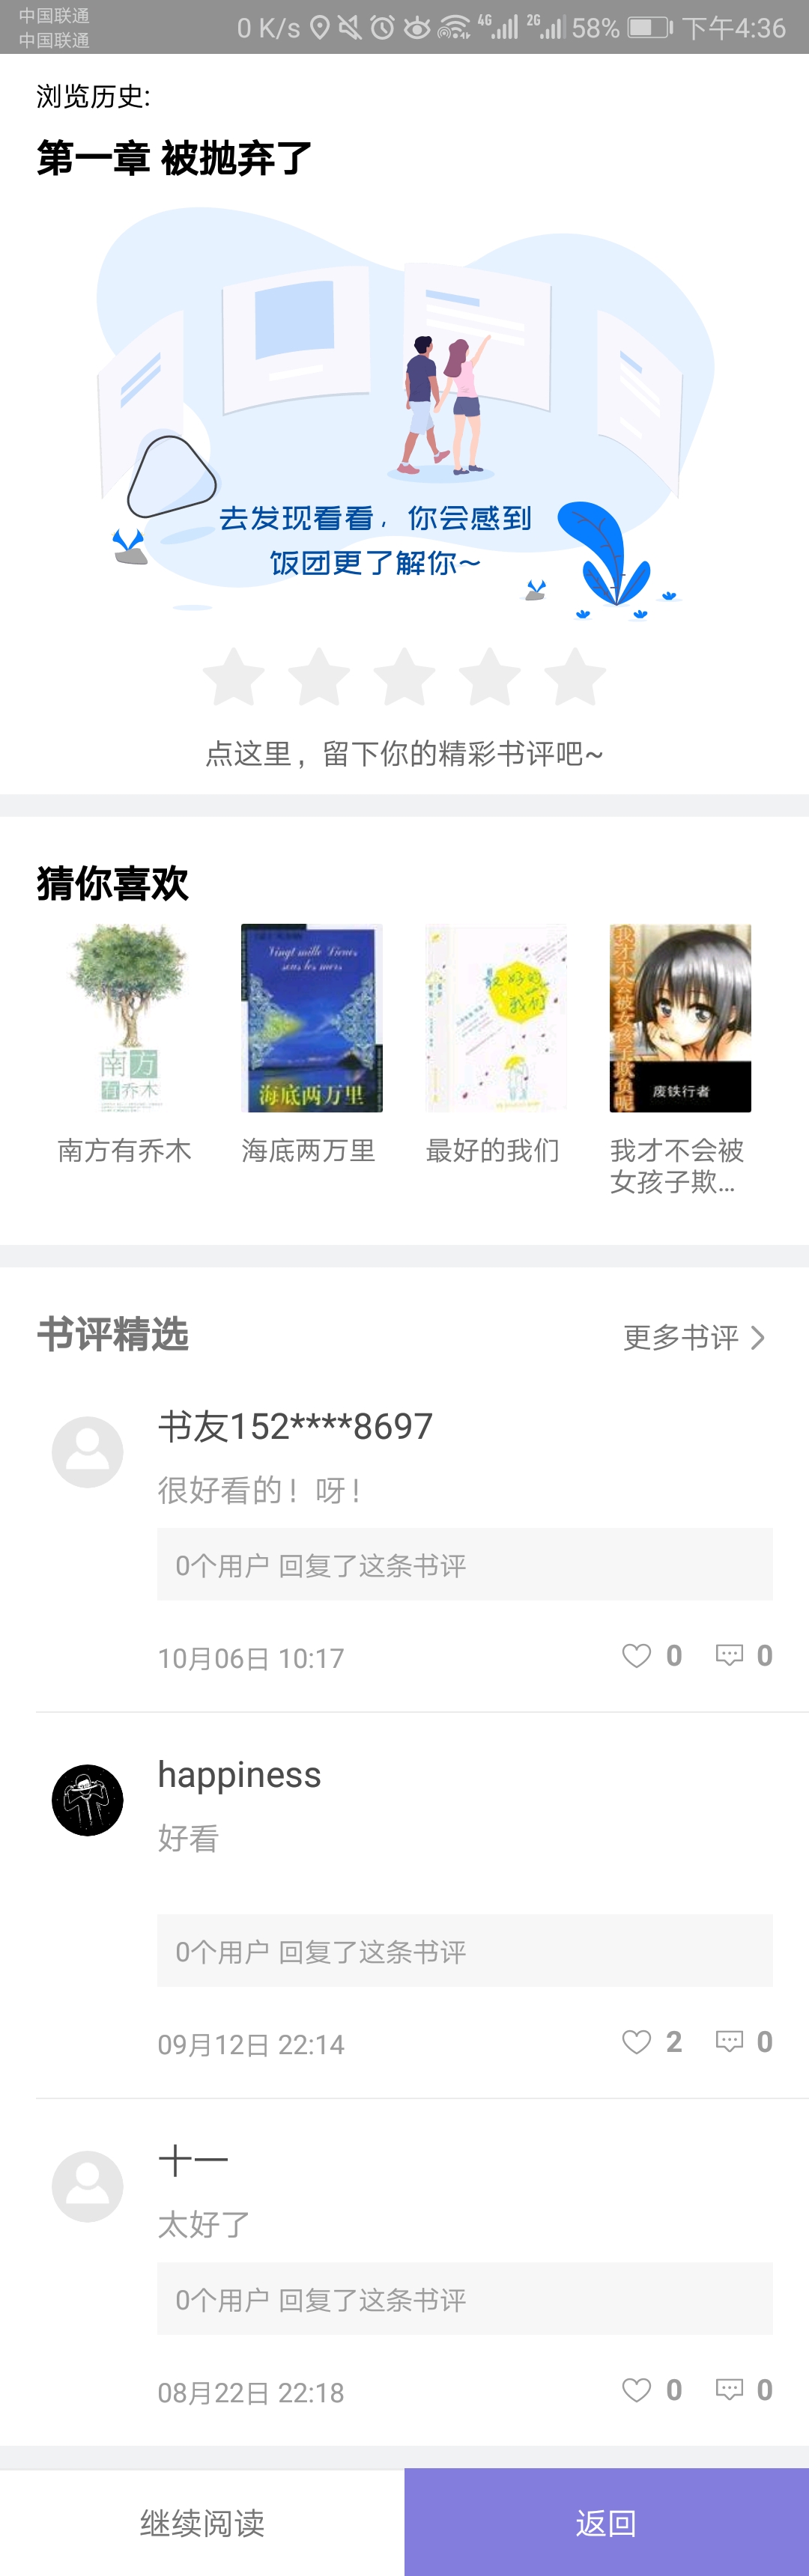 中国联通
中国联通
0 K/s 4G 2G 58% 下午4:36
浏览历史:
第一章 被抛弃了
去发现看看，你会感到
饭团更了解你~
点这里，留下你的精彩书评吧~
猜你喜欢
南方
有乔木
Vingt mille Lieues
sous les mers
海底两万里
最好的
我们
我才不会被女孩子欺负呢
废铁行者
南方有乔木
海底两万里
最好的我们
我才不会被
女孩子欺...
书评精选
更多书评
书友152****8697
很好看的！呀！
0个用户 回复了这条书评
10月06日 10:17
0 0
happiness
好看
0个用户 回复了这条书评
09月12日 22:14
2 0
十一
太好了
0个用户 回复了这条书评
08月22日 22:18
0 0
继续阅读
返回